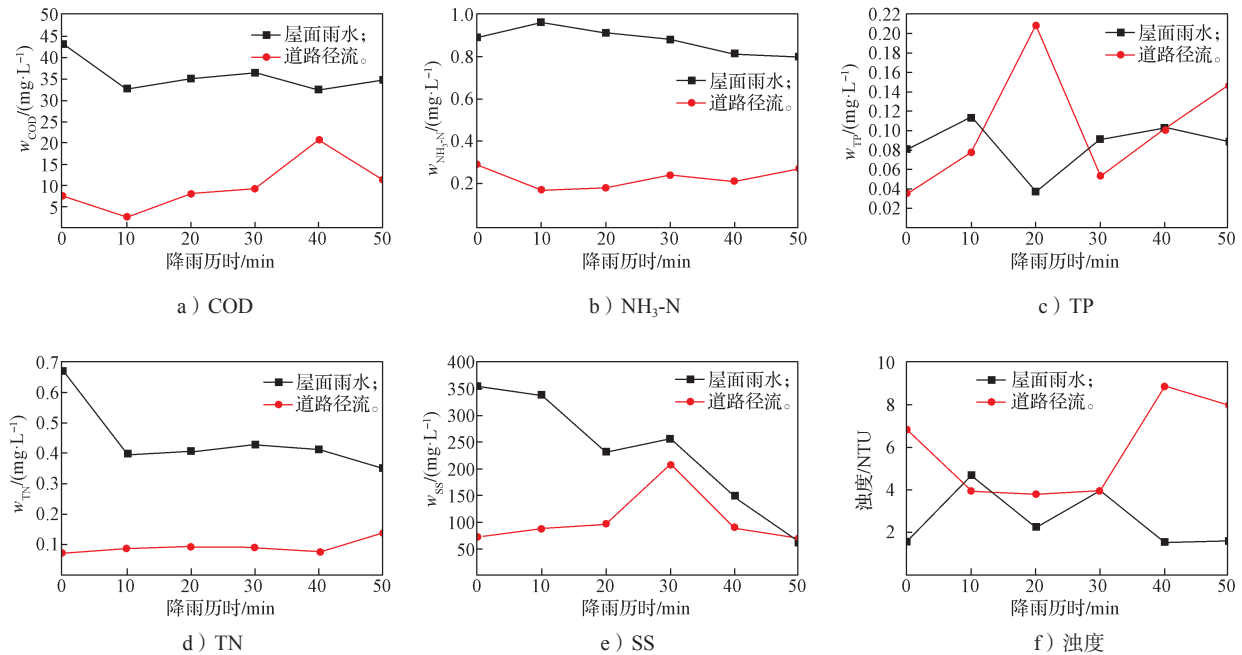 50
45
40
35
30
25
20
15
10
5
w_COD/(mg·L⁻¹)
屋面雨水；
道路径流。
0 10 20 30 40 50
降雨历时/min
a）COD
1.0
0.8
0.6
0.4
0.2
w_NH₃-N/(mg·L⁻¹)
屋面雨水；
道路径流。
0 10 20 30 40 50
降雨历时/min
b）NH₃-N
0.22
0.20
0.18
0.16
0.14
0.12
0.10
0.08
0.06
0.04
0.02
w_TP/(mg·L⁻¹)
屋面雨水；
道路径流。
0 10 20 30 40 50
降雨历时/min
c）TP
0.7
0.6
0.5
0.4
0.3
0.2
0.1
w_TN/(mg·L⁻¹)
屋面雨水；
道路径流。
0 10 20 30 40 50
降雨历时/min
d）TN
400
350
300
250
200
150
100
50
w_SS/(mg·L⁻¹)
屋面雨水；
道路径流。
0 10 20 30 40 50
降雨历时/min
e）SS
10
8
6
4
2
浊度/NTU
屋面雨水；
道路径流。
0 10 20 30 40 50
降雨历时/min
f）浊度